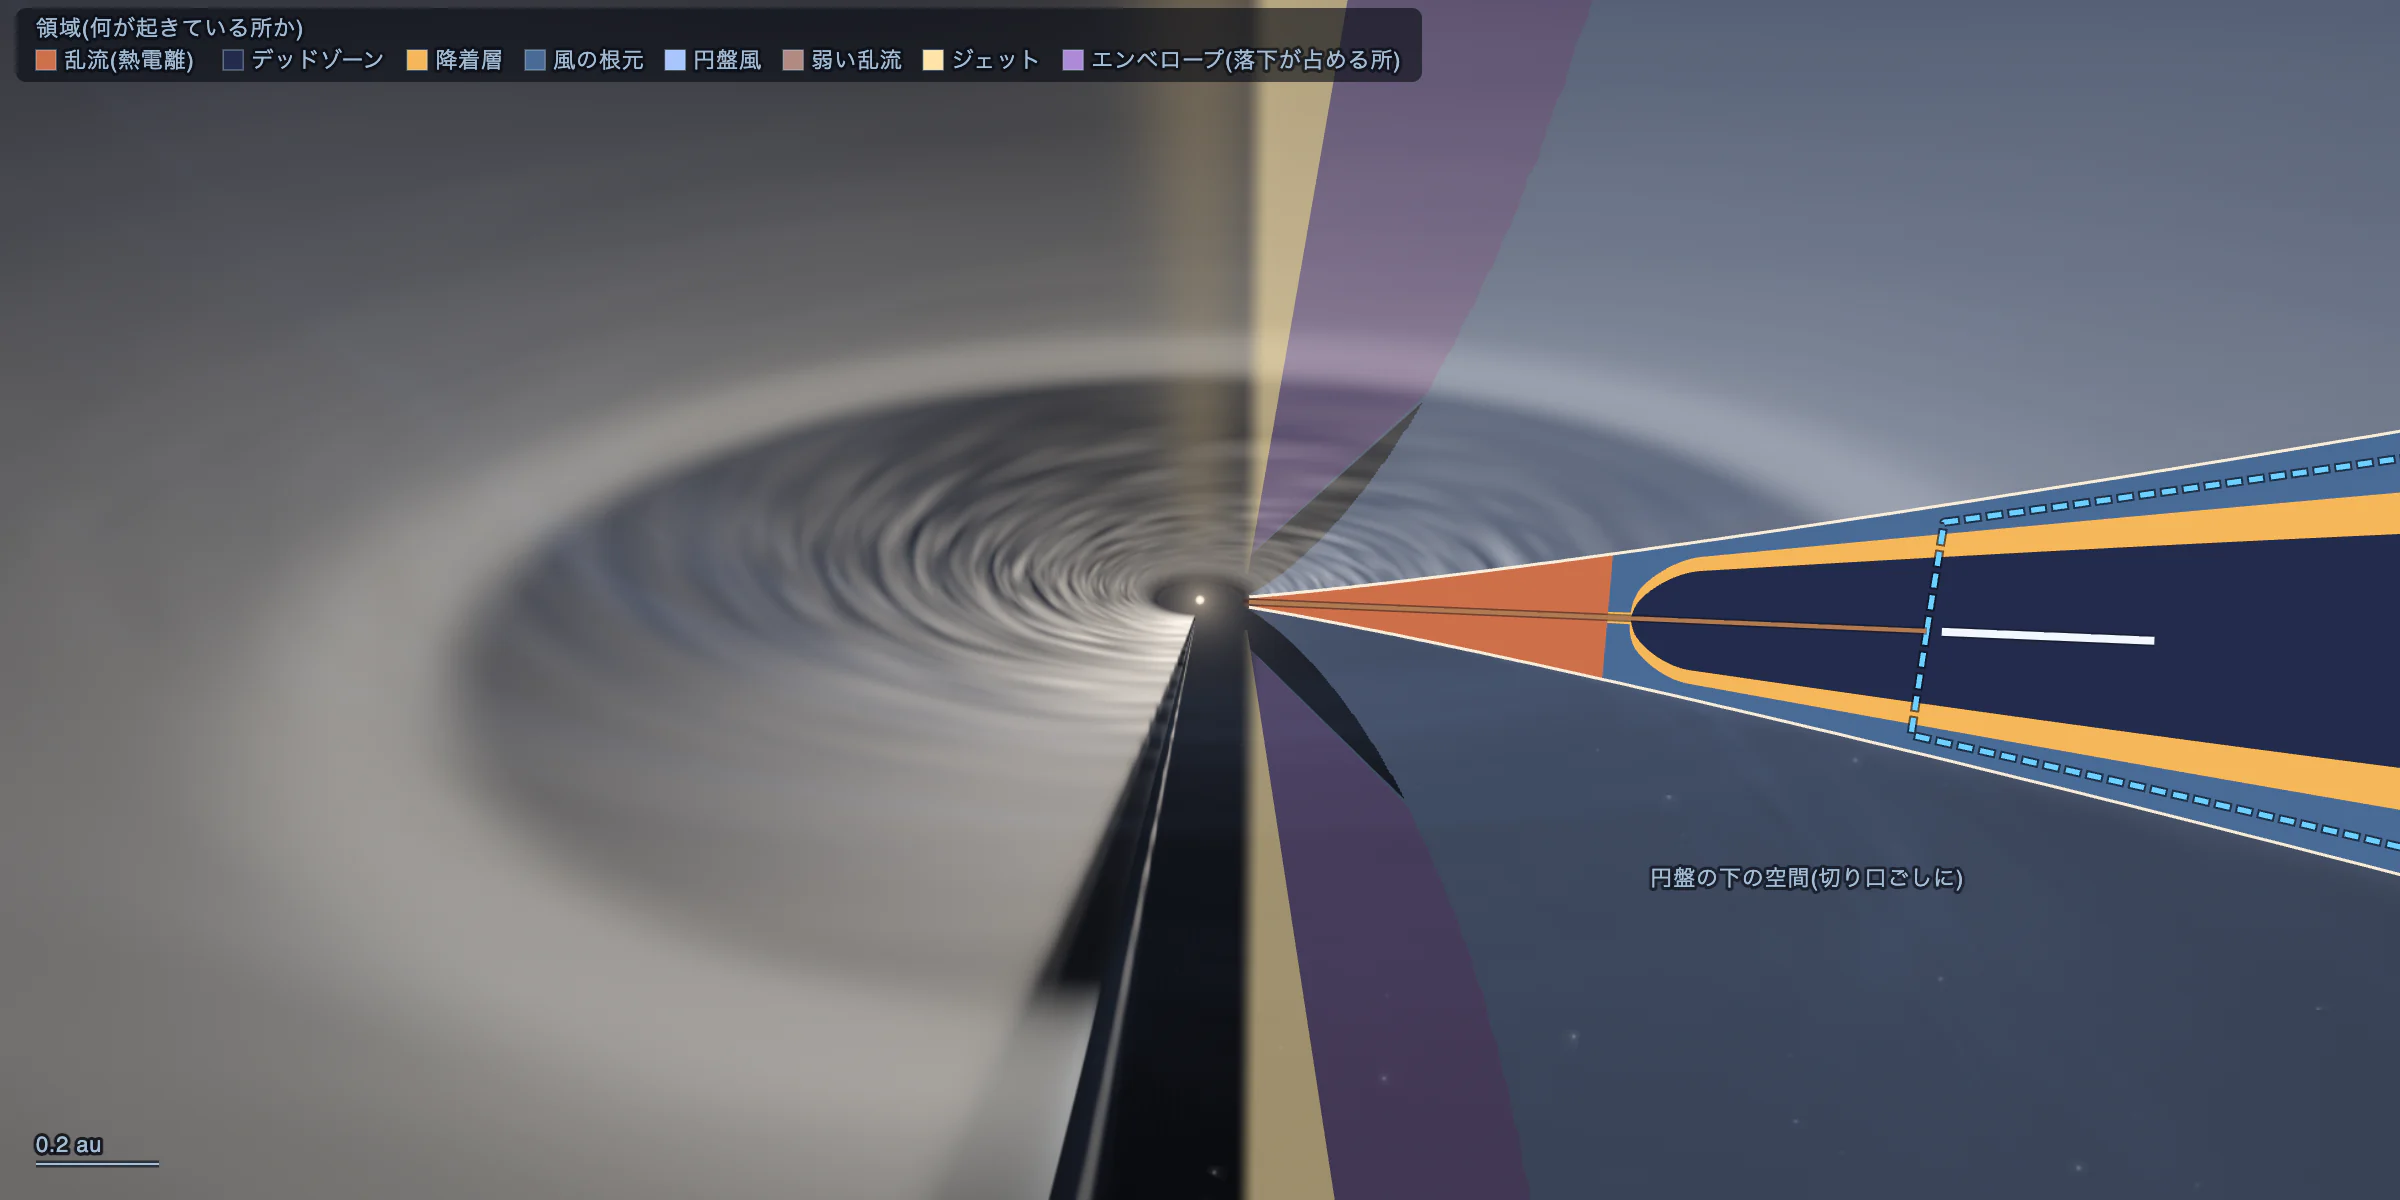 領域(何が起きている所か)
乱流(熱電離) デッドゾーン 降着層 風の根元 円盤風 弱い乱流 ジェット エンベロープ(落下が占める所)
円盤の下の空間(切り口ごしに)
0.2 au